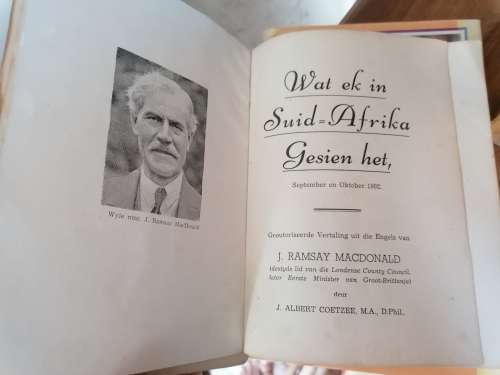 Wyle mnr. J. Ramsay MacDonald
Wat ek in
Suid=Afrika
Gesien het,
September en Oktober 1902.
Geoutoriseerde Vertaling uit die Engels van
J. RAMSAY MACDONALD
(destyds lid van die Londense County Council,
later Eerste Minister van Groot-Brittanje)
deur
J. ALBERT COETZEE, M.A., D.Phil.